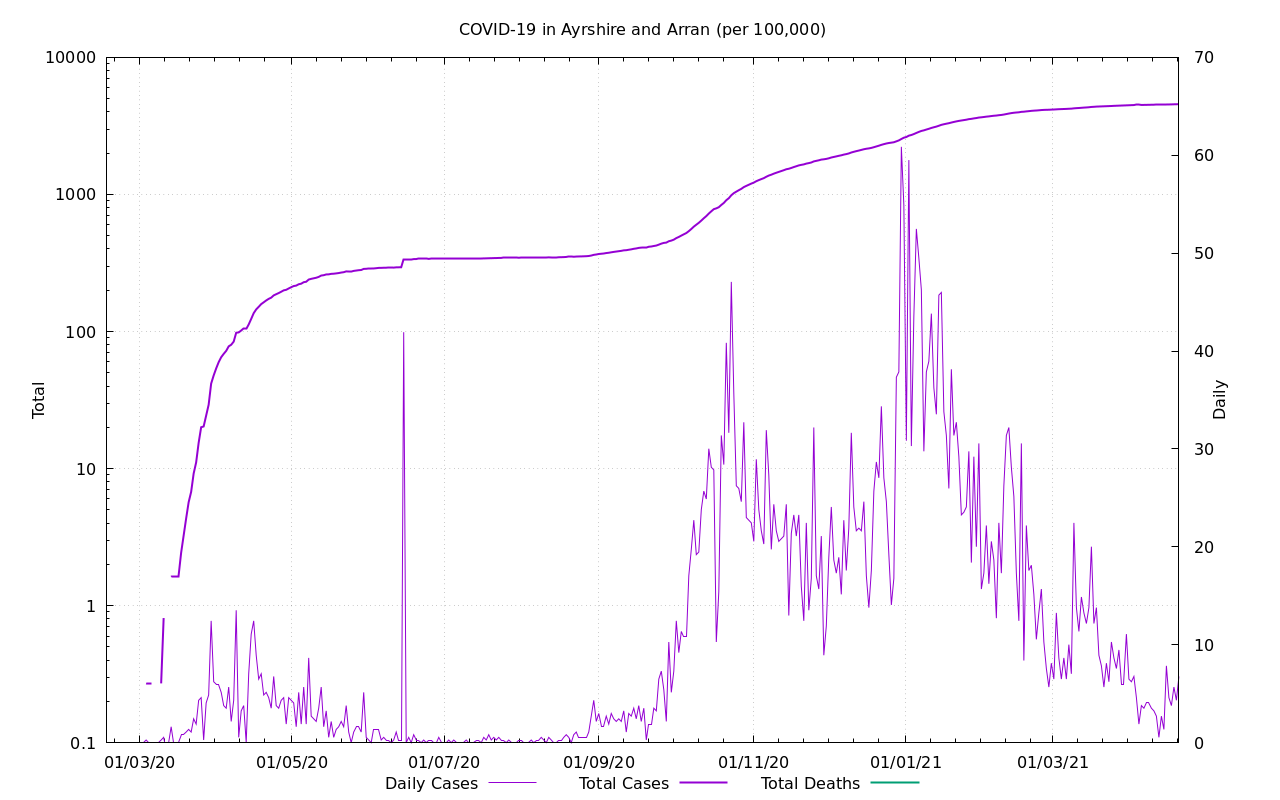 COVID-19 in Ayrshire and Arran (per 100,000)
10000
1000
100
10
1
0.1
Total
70
60
50
40
30
20
10
0
Daily
01/03/20 01/05/20 01/07/20 01/09/20 01/11/20 01/01/21 01/03/21
Daily Cases Total Cases Total Deaths